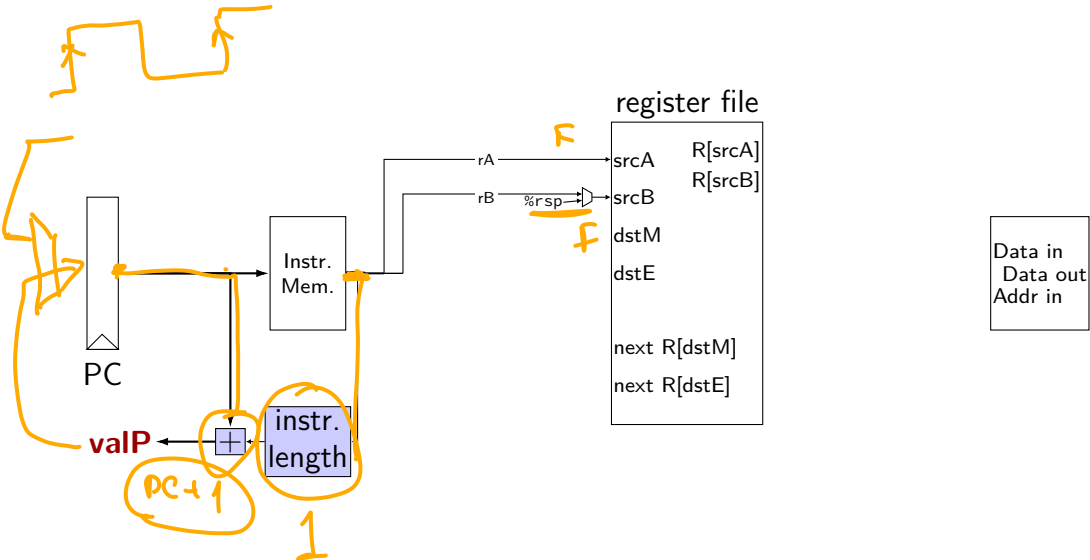 register file
F
rA
srcA
R[srcA]
R[srcB]
rB
%rsp
srcB
F
dstM
dstE
Instr.
Mem.
Data in
Data out
Addr in
next R[dstM]
next R[dstE]
PC
instr.
length
valP
+
PC+1
1